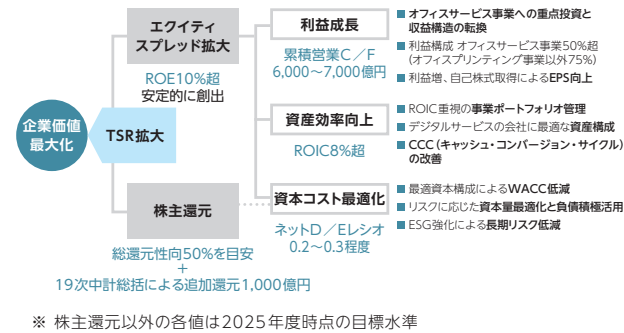 企業価値
最大化
TSR拡大
エクイティ
スプレッド拡大
ROE10%超
安定的に創出
株主還元
総還元性向50%を目安
+
19次中計総括による追加還元1,000億円
利益成長
累積営業C／F
6,000〜7,000億円
資産効率向上
ROIC8%超
資本コスト最適化
ネットD／Eレシオ
0.2〜0.3程度
■ オフィスサービス事業への重点投資と
収益構造の転換
■ 利益構成 オフィスサービス事業50%超
(オフィスプリンティング事業以外75%)
■ 利益増、自己株式取得によるEPS向上
■ ROIC重視の事業ポートフォリオ管理
■ デジタルサービスの会社に最適な資産構成
■ CCC（キャッシュ・コンバージョン・サイクル）
の改善
■ 最適資本構成によるWACC低減
■ リスクに応じた資本量最適化と負債積極活用
■ ESG強化による長期リスク低減
※ 株主還元以外の各値は2025年度時点の目標水準